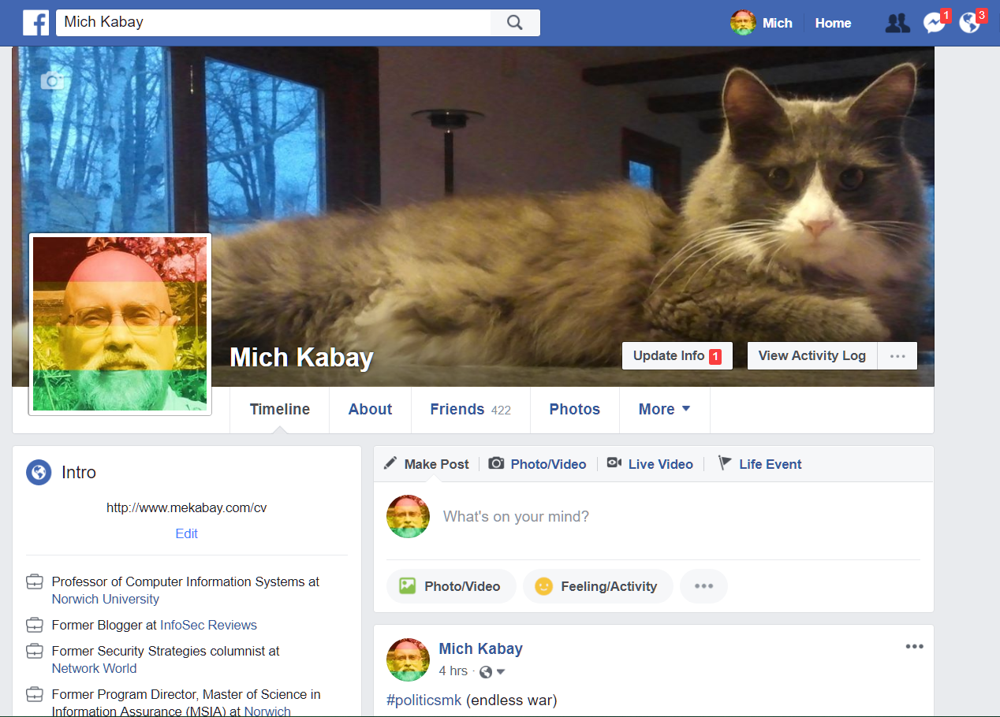 Mich Kabay
Mich
Home
1
3
Mich Kabay
Update Info 1
View Activity Log
Timeline
About
Friends 422
Photos
More
Intro
http://www.mekabay.com/cv
Edit
Professor of Computer Information Systems at
Norwich University
Former Blogger at InfoSec Reviews
Former Security Strategies columnist at
Network World
Former Program Director, Master of Science in
Information Assurance (MSIA) at Norwich
Make Post
Photo/Video
Live Video
Life Event
What's on your mind?
Photo/Video
Feeling/Activity
Mich Kabay
4 hrs ·
#politicsmk (endless war)